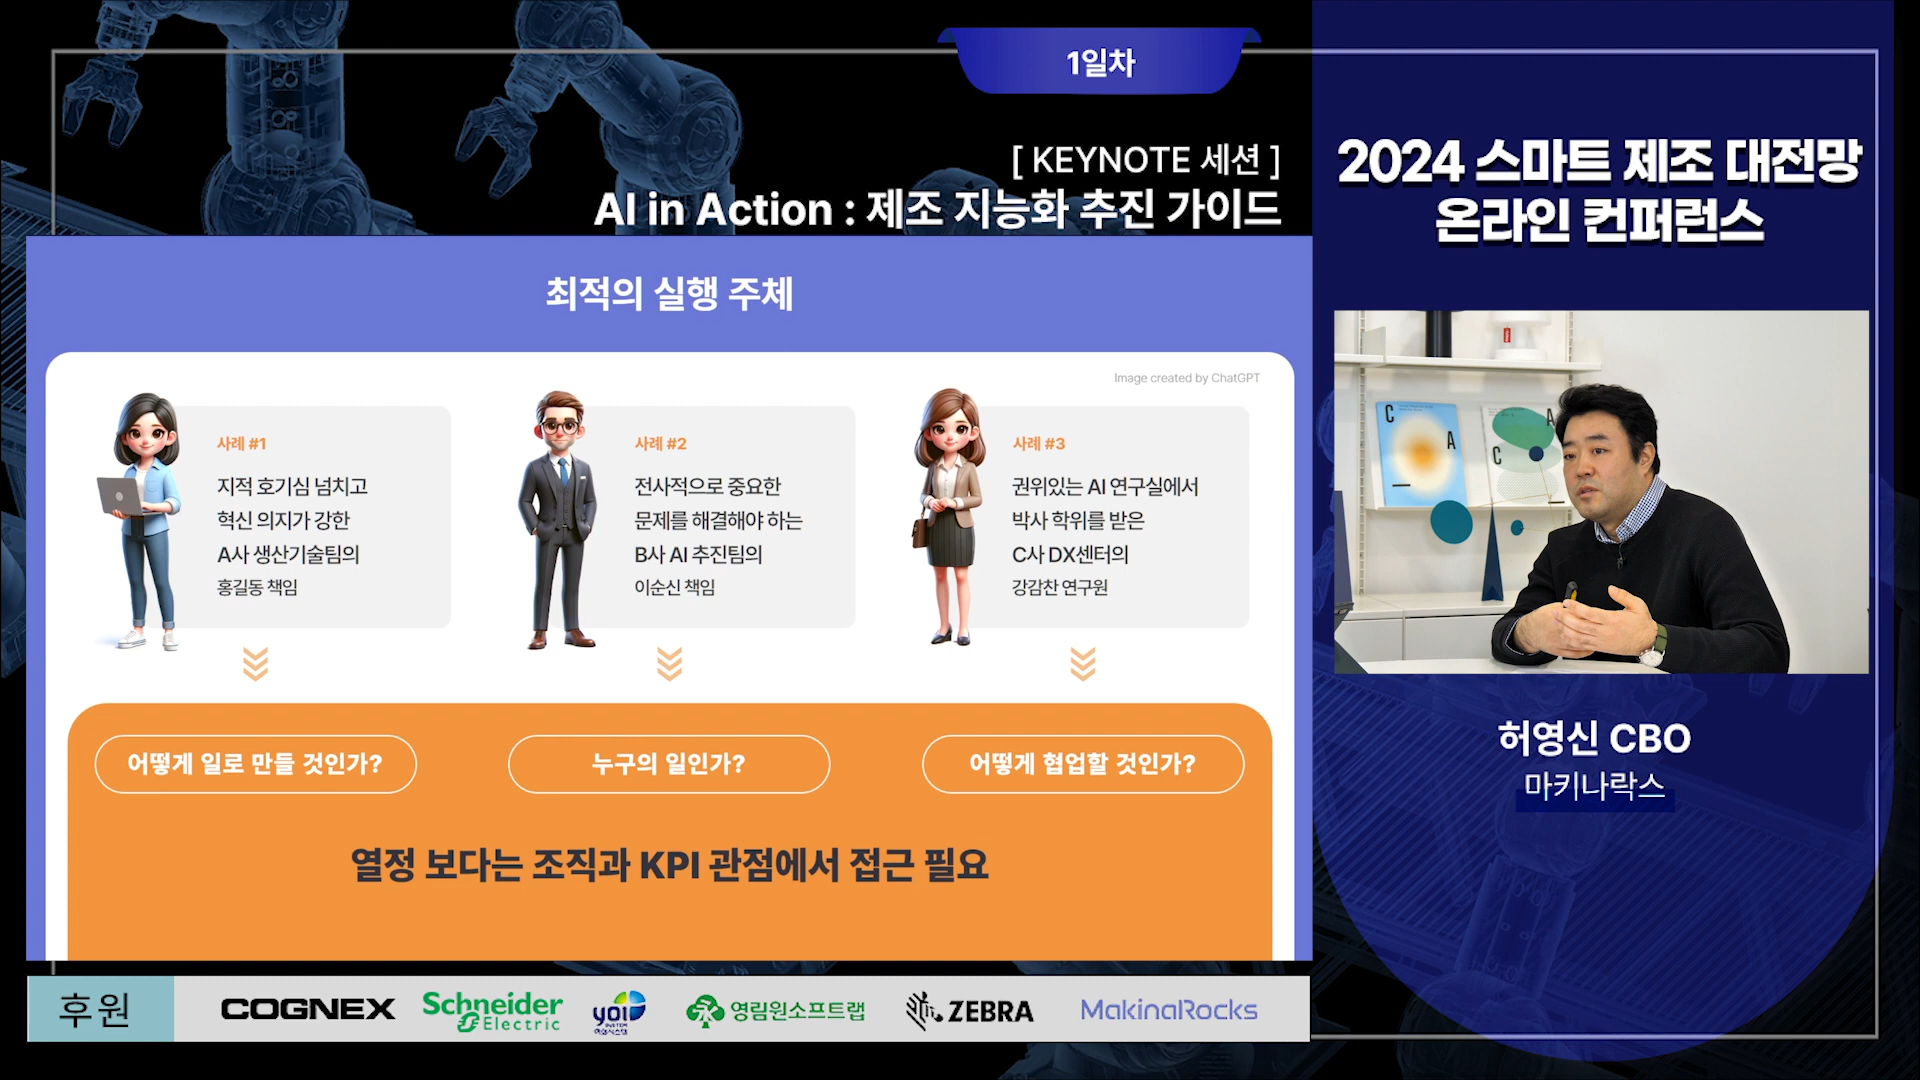 1일차
[ KEYNOTE 세션 ]
AI in Action : 제조 지능화 추진 가이드
2024 스마트 제조 대전망
온라인 컨퍼런스
최적의 실행 주체
Image created by ChatGPT
사례 #1
지적 호기심 넘치고
혁신 의지가 강한
A사 생산기술팀의
홍길동 책임
사례 #2
전사적으로 중요한
문제를 해결해야 하는
B사 AI 추진팀의
이순신 책임
사례 #3
권위있는 AI 연구실에서
박사 학위를 받은
C사 DX센터의
강감찬 연구원
어떻게 일로 만들 것인가?
누구의 일인가?
어떻게 협업할 것인가?
열정 보다는 조직과 KPI 관점에서 접근 필요
C
A
C
A
허영신 CBO
마키나락스
후원
COGNEX
Schneider
Electric
yoi
영림원소프트랩
ZEBRA
MakinaRocks